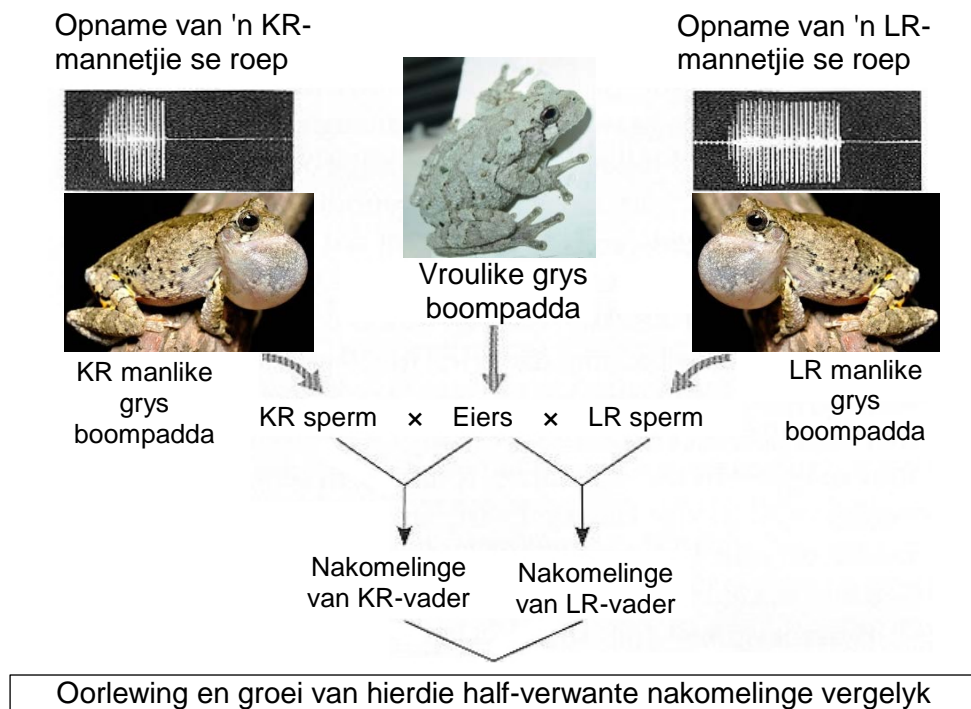 Opname van 'n KR-
mannetjie se roep
Opname van 'n LR-
mannetjie se roep
Vroulike grys
boompadda
KR manlike
grys
boompadda
LR manlike
grys
boompadda
KR sperm × Eiers × LR sperm
Nakomelinge
van KR-vader
Nakomelinge
van LR-vader
Oorlewing en groei van hierdie half-verwante nakomelinge vergelyk